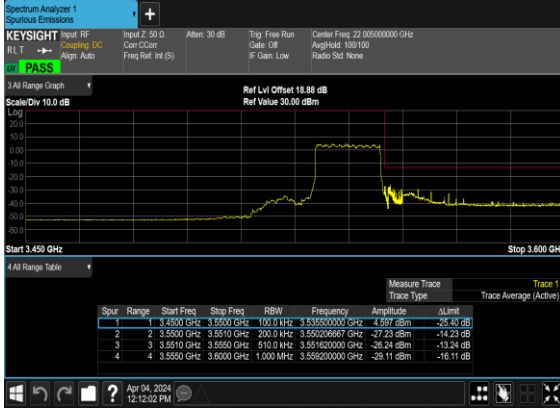 Spectrum Analyzer 1
Spurious Emissions
+
KEYSIGHT Input: RF Input Z: 50 Ω Atten: 30 dB Trig: Free Run Center Freq: 22.005000000 GHz
RLT Coupling: DC Corr CCorr Gate: Off Avg|Hold: 100/100
Align: Auto Freq Ref: Int (S) IF Gain: Low Radio Std: None
LXI PASS
3.All Range Graph
Ref Lvl Offset 18.88 dB
Scale/Div 10.0 dB Ref Value 30.00 dBm
Log
20.0
10.0
0.00
-10.0
-20.0
-30.0
-40.0
-50.0
-60.0
Start 3.450 GHz Stop 3.600 GH
4.All Range Table
Measure Trace Trace 1
Trace Type Trace Average (Active)
Spur Range Start Freq Stop Freq RBW Frequency Amplitude ΔLimit
1 1 3.4500 GHz 3.5500 GHz 100.0 kHz 3.535500000 GHz 4.597 dBm -25.40 dB
2 2 3.5500 GHz 3.5510 GHz 200.0 kHz 3.550206667 GHz -27.23 dBm -14.23 dB
3 3 3.5510 GHz 3.5550 GHz 510.0 kHz 3.551620000 GHz -26.24 dBm -13.24 dB
4 4 3.5550 GHz 3.6000 GHz 1.000 MHz 3.559200000 GHz -29.11 dBm -16.11 dB
? Apr 04, 2024
12:12:02 PM